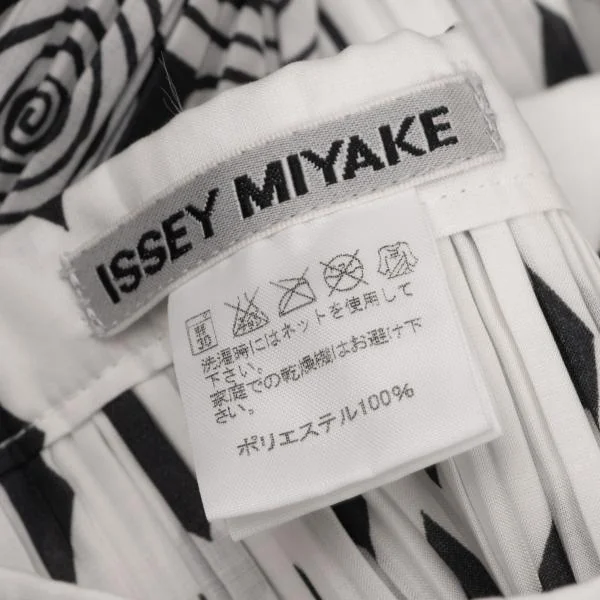 ISSEY MIYAKE
弱 30
洗濯時にはネットを使用して
下さい。
家庭での乾燥機はお避け下
さい。
ポリエステル100%